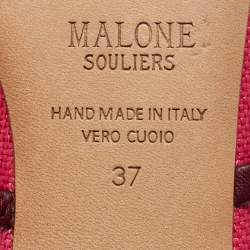 MALONE
SOULIERS
HAND MADE IN ITALY
VERO CUOIO
37